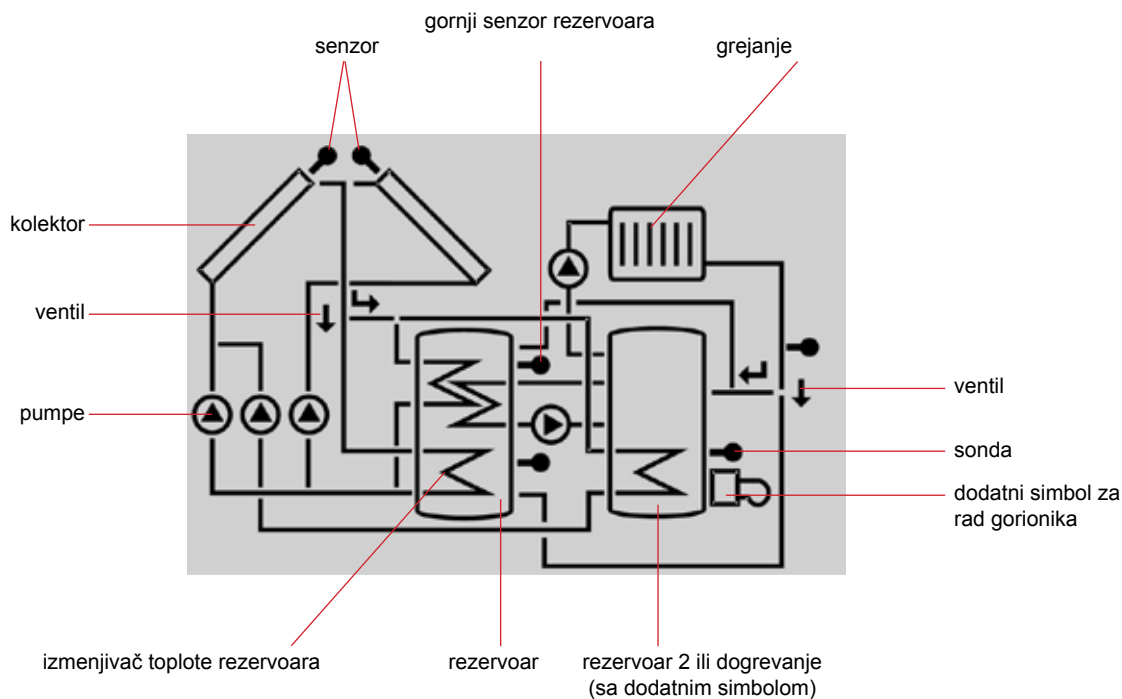 gornji senzor rezervoara
senzor
grejanje
kolektor
ventil
pumpe
ventil
sonda
dodatni simbol za
rad gorionika
izmenjivač toplote rezervoara
rezervoar
rezervoar 2 ili dogrevanje
(sa dodatnim simbolom)